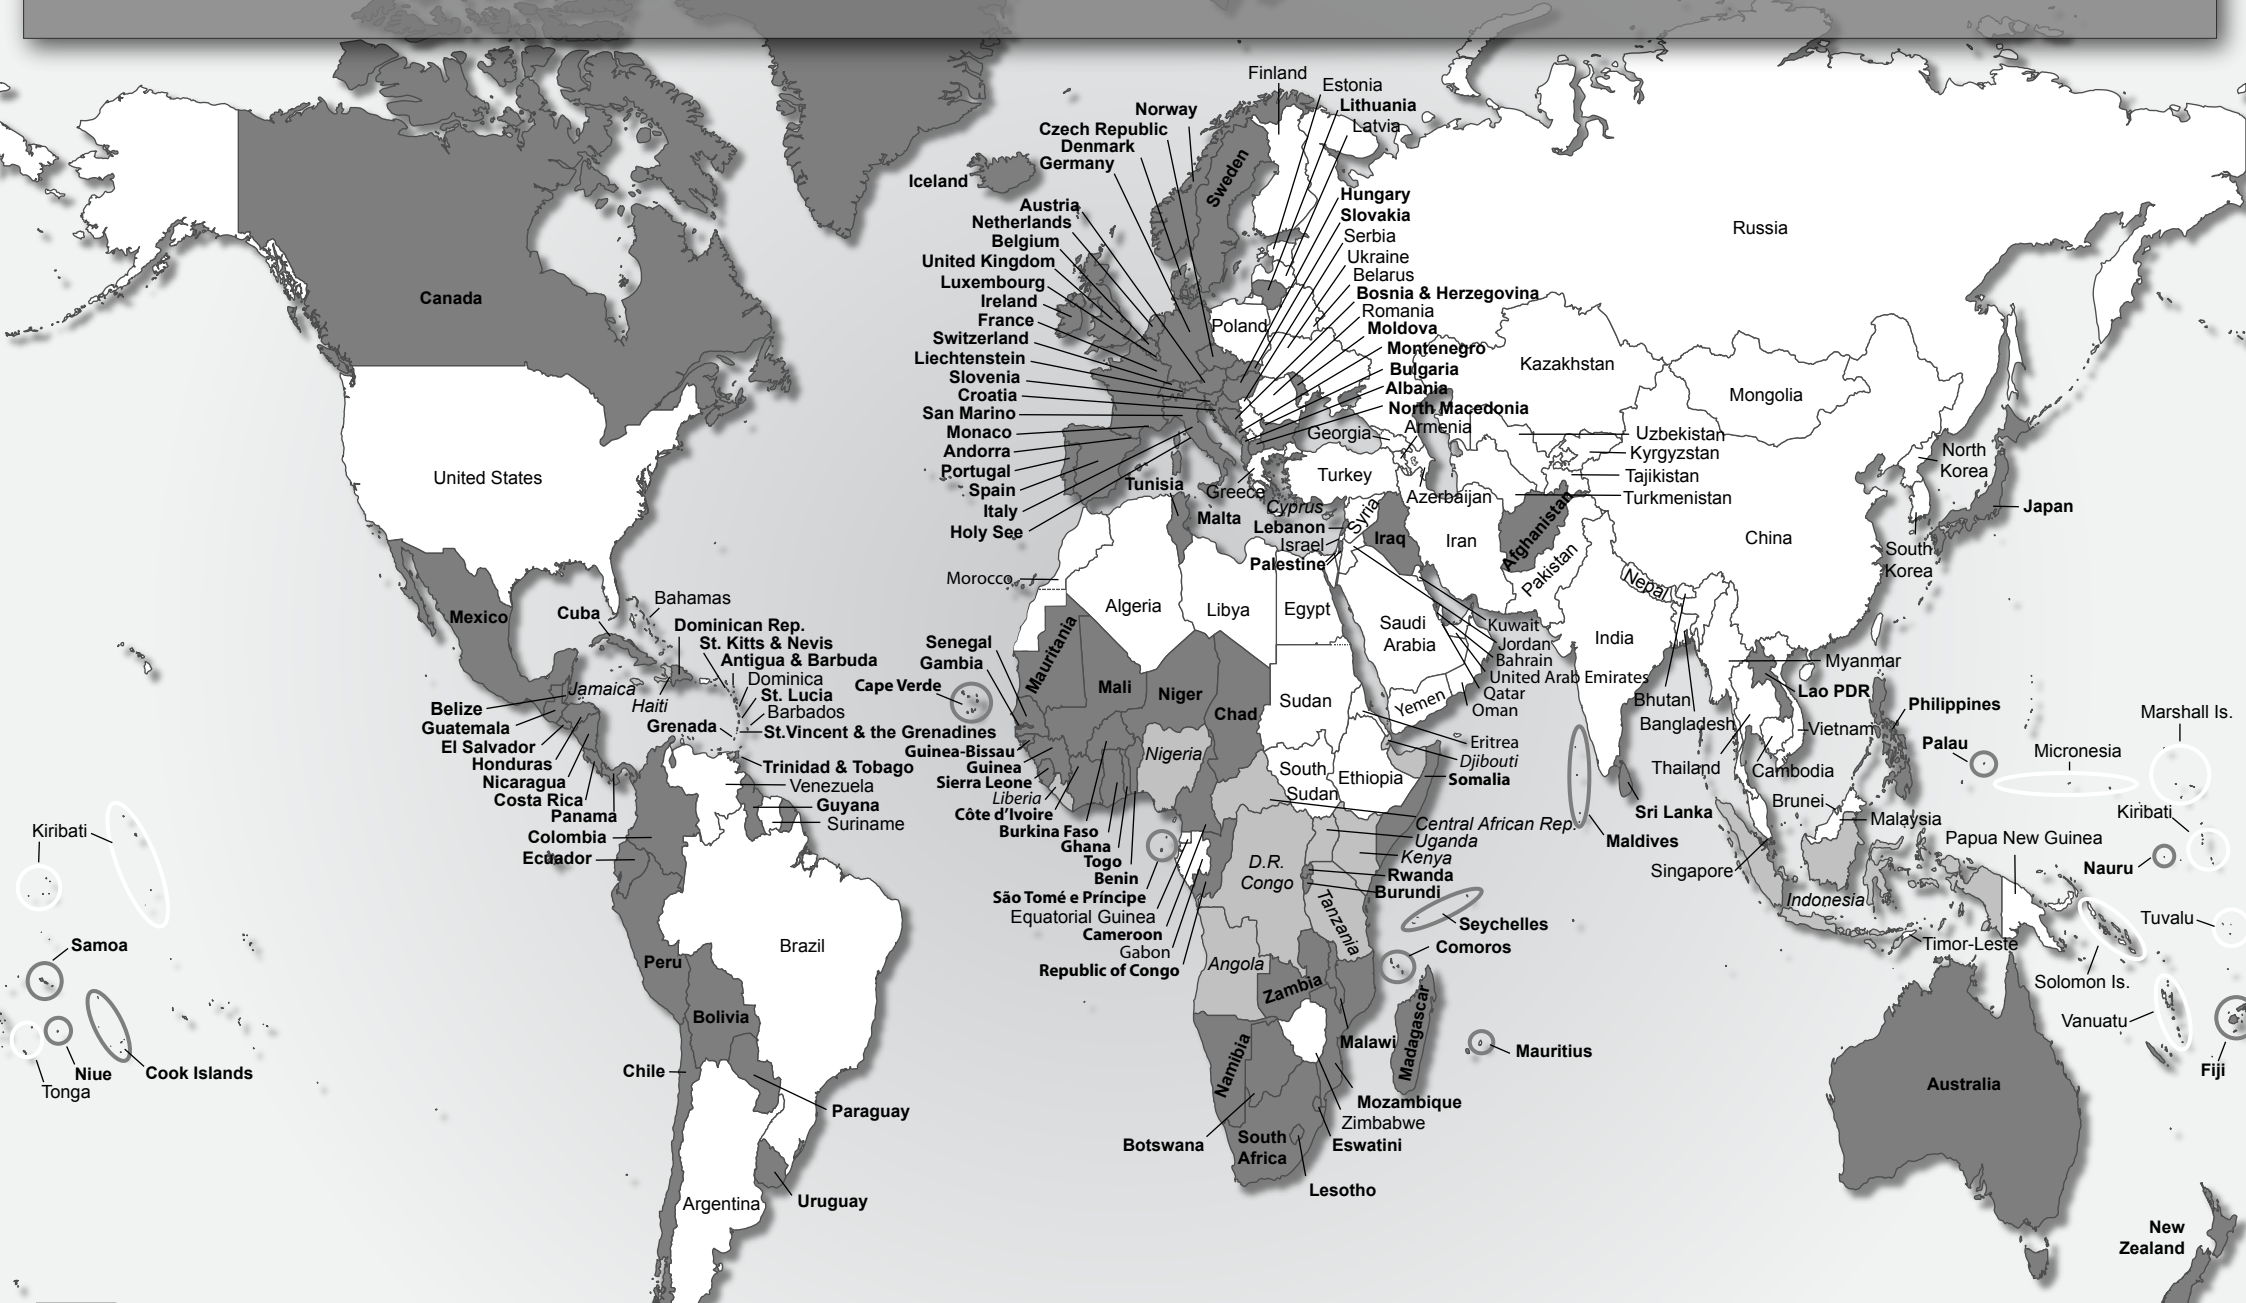 Finland
Estonia
Lithuania
Latvia
Norway
Czech Republic
Denmark
Germany
Sweden
Iceland
Austria
Netherlands
Belgium
United Kingdom
Luxembourg
Ireland
France
Switzerland
Liechtenstein
Slovenia
Croatia
San Marino
Monaco
Andorra
Portugal
Spain
Italy
Holy See
Hungary
Slovakia
Serbia
Ukraine
Belarus
Bosnia & Herzegovina
Romania
Moldova
Montenegro
Bulgaria
Albania
North Macedonia
Armenia
Georgia
Poland
Russia
Canada
United States
Kazakhstan
Mongolia
Uzbekistan
Kyrgyzstan
Tajikistan
Turkmenistan
Azerbaijan
Turkey
Greece
Cyprus
Tunisia
Malta
Lebanon
Israel
Palestine
Syria
Iraq
Iran
Afghanistan
Pakistan
Nepal
China
North
Korea
South
Korea
Japan
Morocco
Algeria
Libya
Egypt
Saudi
Arabia
Kuwait
Jordan
Bahrain
United Arab Emirates
Qatar
Oman
Yemen
India
Bhutan
Bangladesh
Myanmar
Lao PDR
Vietnam
Thailand
Cambodia
Philippines
Palau
Micronesia
Marshall Is.
Kiribati
Nauru
Tuvalu
Brunei
Malaysia
Papua New Guinea
Singapore
Indonesia
Timor-Leste
Solomon Is.
Vanuatu
Fiji
Sri Lanka
Maldives
Mexico
Cuba
Bahamas
Dominican Rep.
St. Kitts & Nevis
Antigua & Barbuda
Dominica
St. Lucia
Barbados
St.Vincent & the Grenadines
Jamaica
Haiti
Grenada
Belize
Guatemala
El Salvador
Honduras
Nicaragua
Costa Rica
Panama
Colombia
Ecuador
Trinidad & Tobago
Venezuela
Guyana
Suriname
Senegal
Gambia
Cape Verde
Mauritania
Mali
Niger
Chad
Sudan
Nigeria
South
Sudan
Ethiopia
Eritrea
Djibouti
Somalia
Guinea-Bissau
Guinea
Sierra Leone
Liberia
Côte d'Ivoire
Burkina Faso
Ghana
Togo
Benin
São Tomé e Príncipe
Equatorial Guinea
Cameroon
Gabon
Republic of Congo
Central African Rep.
Uganda
Kenya
Rwanda
Burundi
D.R.
Congo
Tanzania
Seychelles
Comoros
Angola
Zambia
Malawi
Madagascar
Mauritius
Namibia
Mozambique
Zimbabwe
Eswatini
Botswana
South
Africa
Lesotho
Kiribati
Samoa
Niue
Tonga
Cook Islands
Peru
Brazil
Bolivia
Chile
Paraguay
Uruguay
Argentina
Australia
New
Zealand